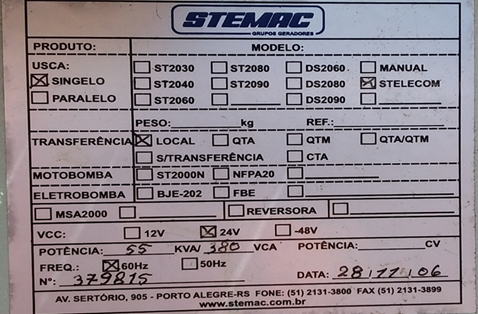 STEMAC
GRUPOS GERADORES
PRODUTO: MODELO:
USCA: ST2030 ST2080 DS2060 MANUAL
SINGELO ST2040 ST2090 DS2080 STELECOM
PARALELO ST2060 DS2090
PESO: kg REF.:
TRANSFERÊNCIA LOCAL QTA QTM QTA/QTM
S/TRANSFERÊNCIA CTA
MOTOBOMBA ST2000N NFPA20
ELETROBOMBA BJE-202 FBE
MSA2000 REVERSORA
VCC: 12V 24V -48V
POTÊNCIA: 55 KVA/ 380 VCA POTÊNCIA: CV
FREQ.: 60Hz 50Hz
Nº: 379815 DATA: 28/11/06
AV. SERTÓRIO, 905 - PORTO ALEGRE-RS FONE: (51) 2131-3800 FAX (51) 2131-3899
www.stemac.com.br